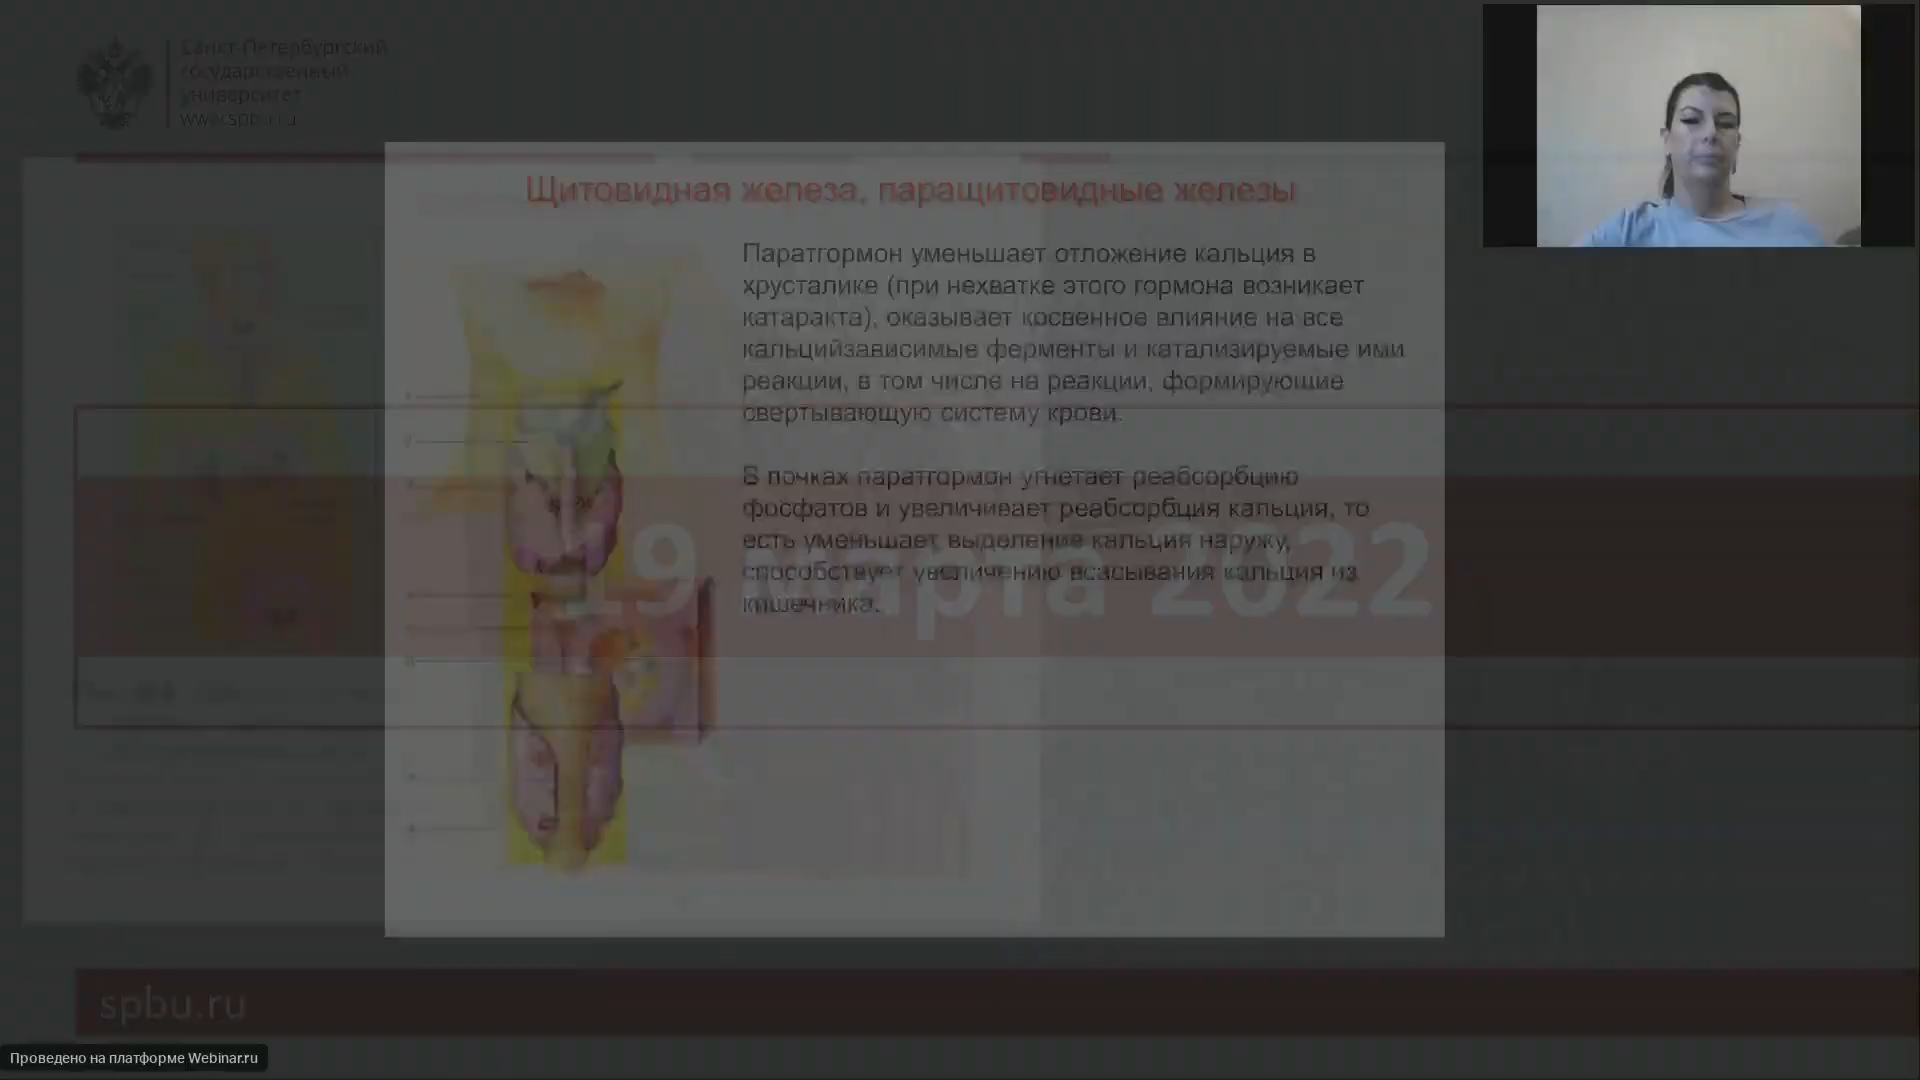 Санкт-Петербургский
государственный
университет
www.spbu.ru
Щитовидная железа, паращитовидные железы
Паратгормон уменьшает отложение кальция в
хрусталике (при нехватке этого гормона возникает
катаракта), оказывает косвенное влияние на все
кальцийзависимые ферменты и катализируемые ими
реакции, в том числе на реакции, формирующие
свертывающую систему крови.
В почках паратгормон угнетает реабсорбцию
фосфатов и увеличивает реабсорбция кальция, то
есть уменьшает выделение кальция наружу,
способствует увеличению всасывания кальция из
кишечника.
19 марта 2022
spbu.ru
Проведено на платформе Webinar.ru